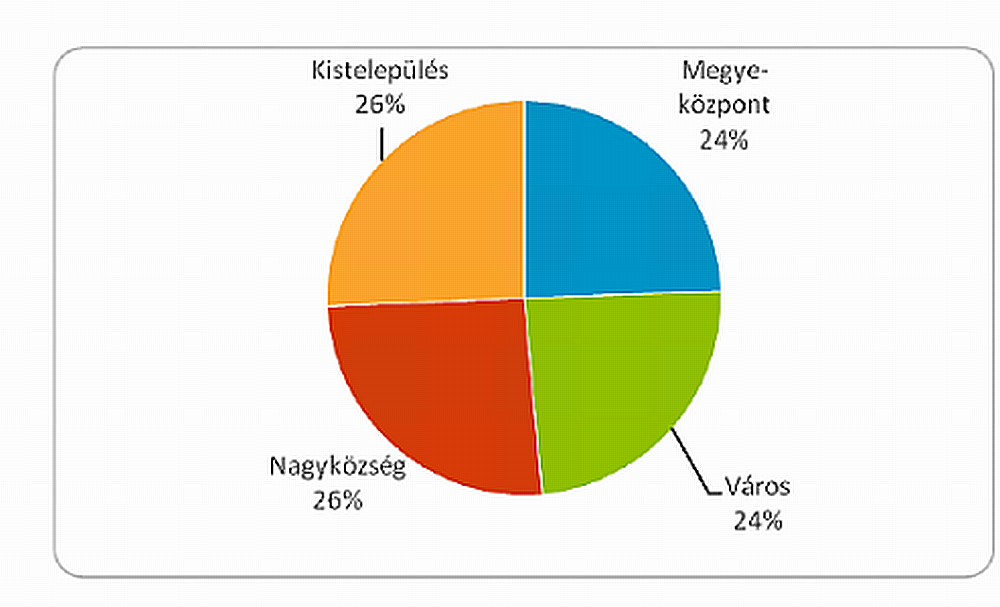 Kistelepülés
26%
Megye-
központ
24%
Nagyközség
26%
Város
24%